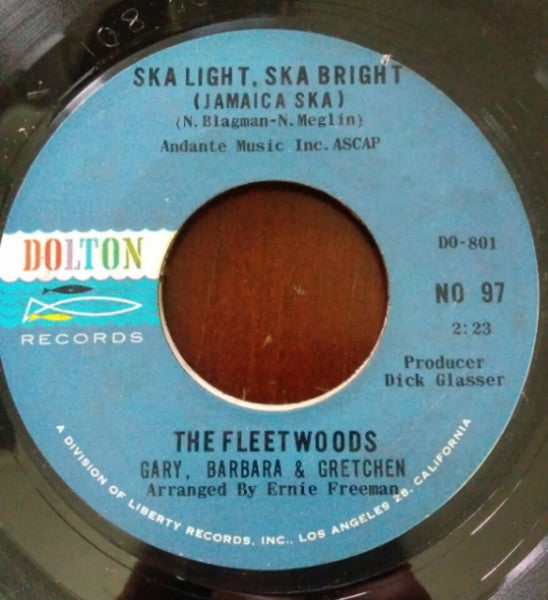 SKA LIGHT, SKA BRIGHT
(JAMAICA SKA)
(N. Blagman-N. Meglin)
Andante Music Inc. ASCAP
DOLTON
RECORDS
DO-801
NO 97
2:23
Producer
Dick Glasser
THE FLEETWOODS
GARY, BARBARA & GRETCHEN
Arranged By Ernie Freeman
A DIVISION OF LIBERTY RECORDS, INC., LOS ANGELES 28, CALIFORNIA